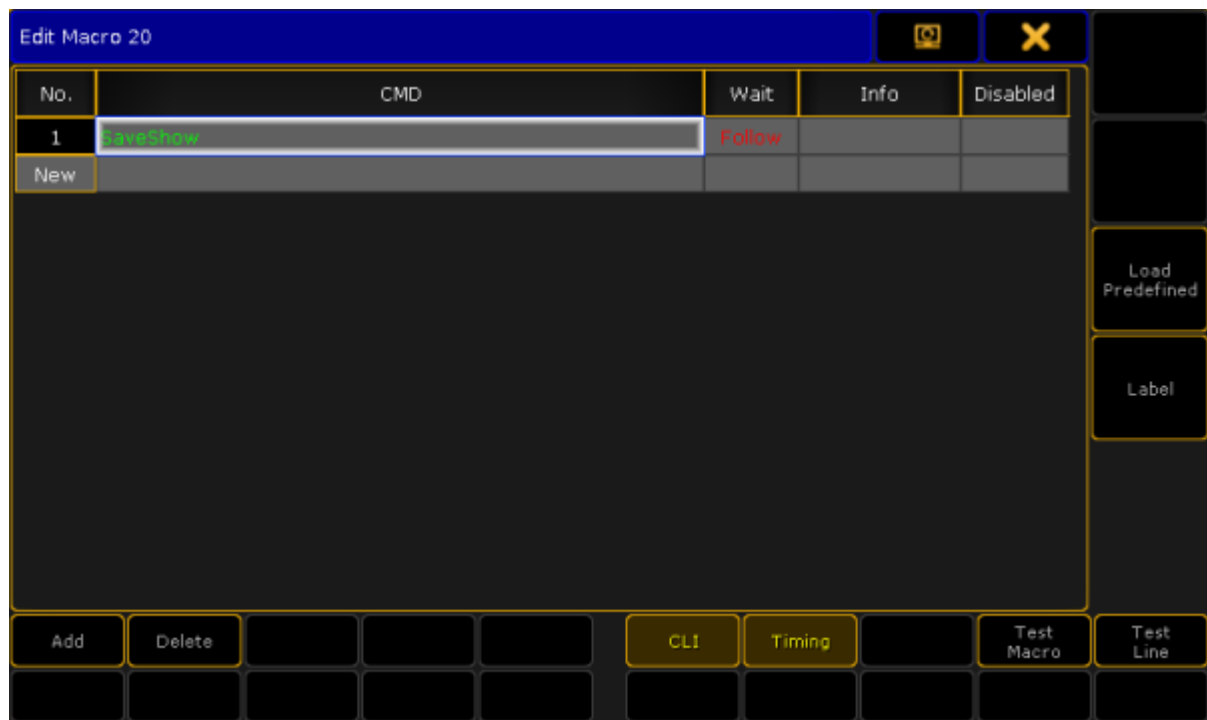 Edit Macro 20
No. CMD Wait Info Disabled
1 SaveShow Follow
New
Load
Predefined
Label
Add Delete CLI Timing Test Macro Test Line